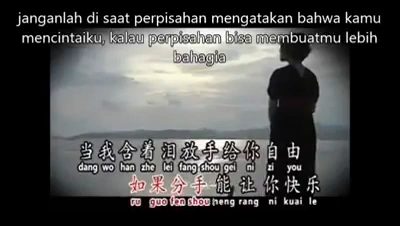 janganlah di saat perpisahan mengatakan bahwa kamu
mencintaiku, kalau perpisahan bisa membuatmu lebih
bahagia
当我含着泪放手给你自由
dang wo han zhe lei fang shou gei ni zi you
如果分手能让你快乐
ru guo fen shou neng rang ni kuai le